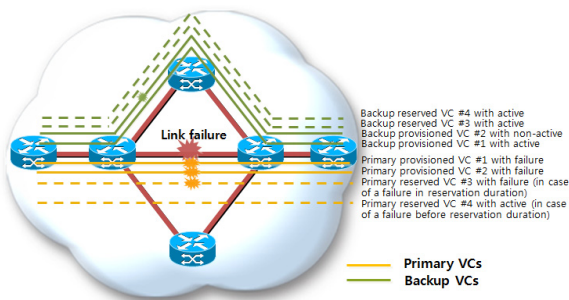 Backup reserved VC #4 with active
Backup reserved VC #3 with active
Backup provisioned VC #2 with non-active
Backup provisioned VC #1 with active
Link failure
Primary provisioned VC #1 with failure
Primary provisioned VC #2 with failure
Primary reserved VC #3 with failure (in case
of a failure in reservation duration)
Primary reserved VC #4 with active (in case
of a failure before reservation duration)
Primary VCs
Backup VCs